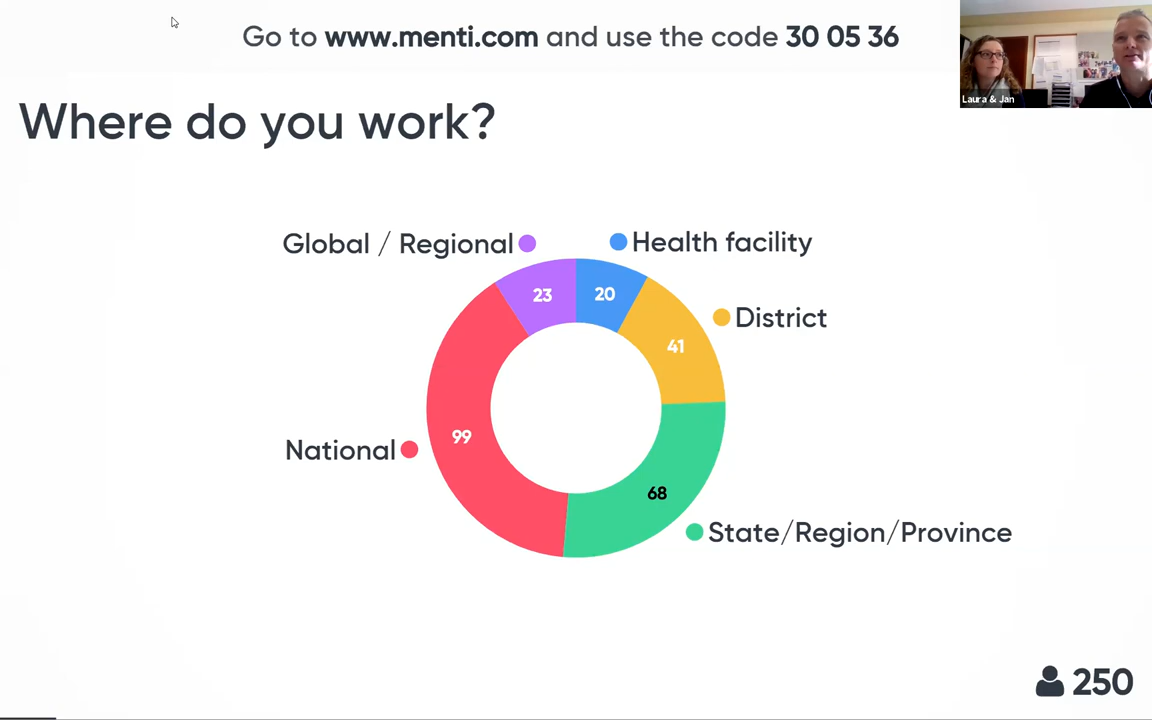 Go to www.menti.com and use the code 30 05 36
Laura & Jan
Where do you work?
Global / Regional
Health facility
23
20
District
41
National
99
68
State/Region/Province
250